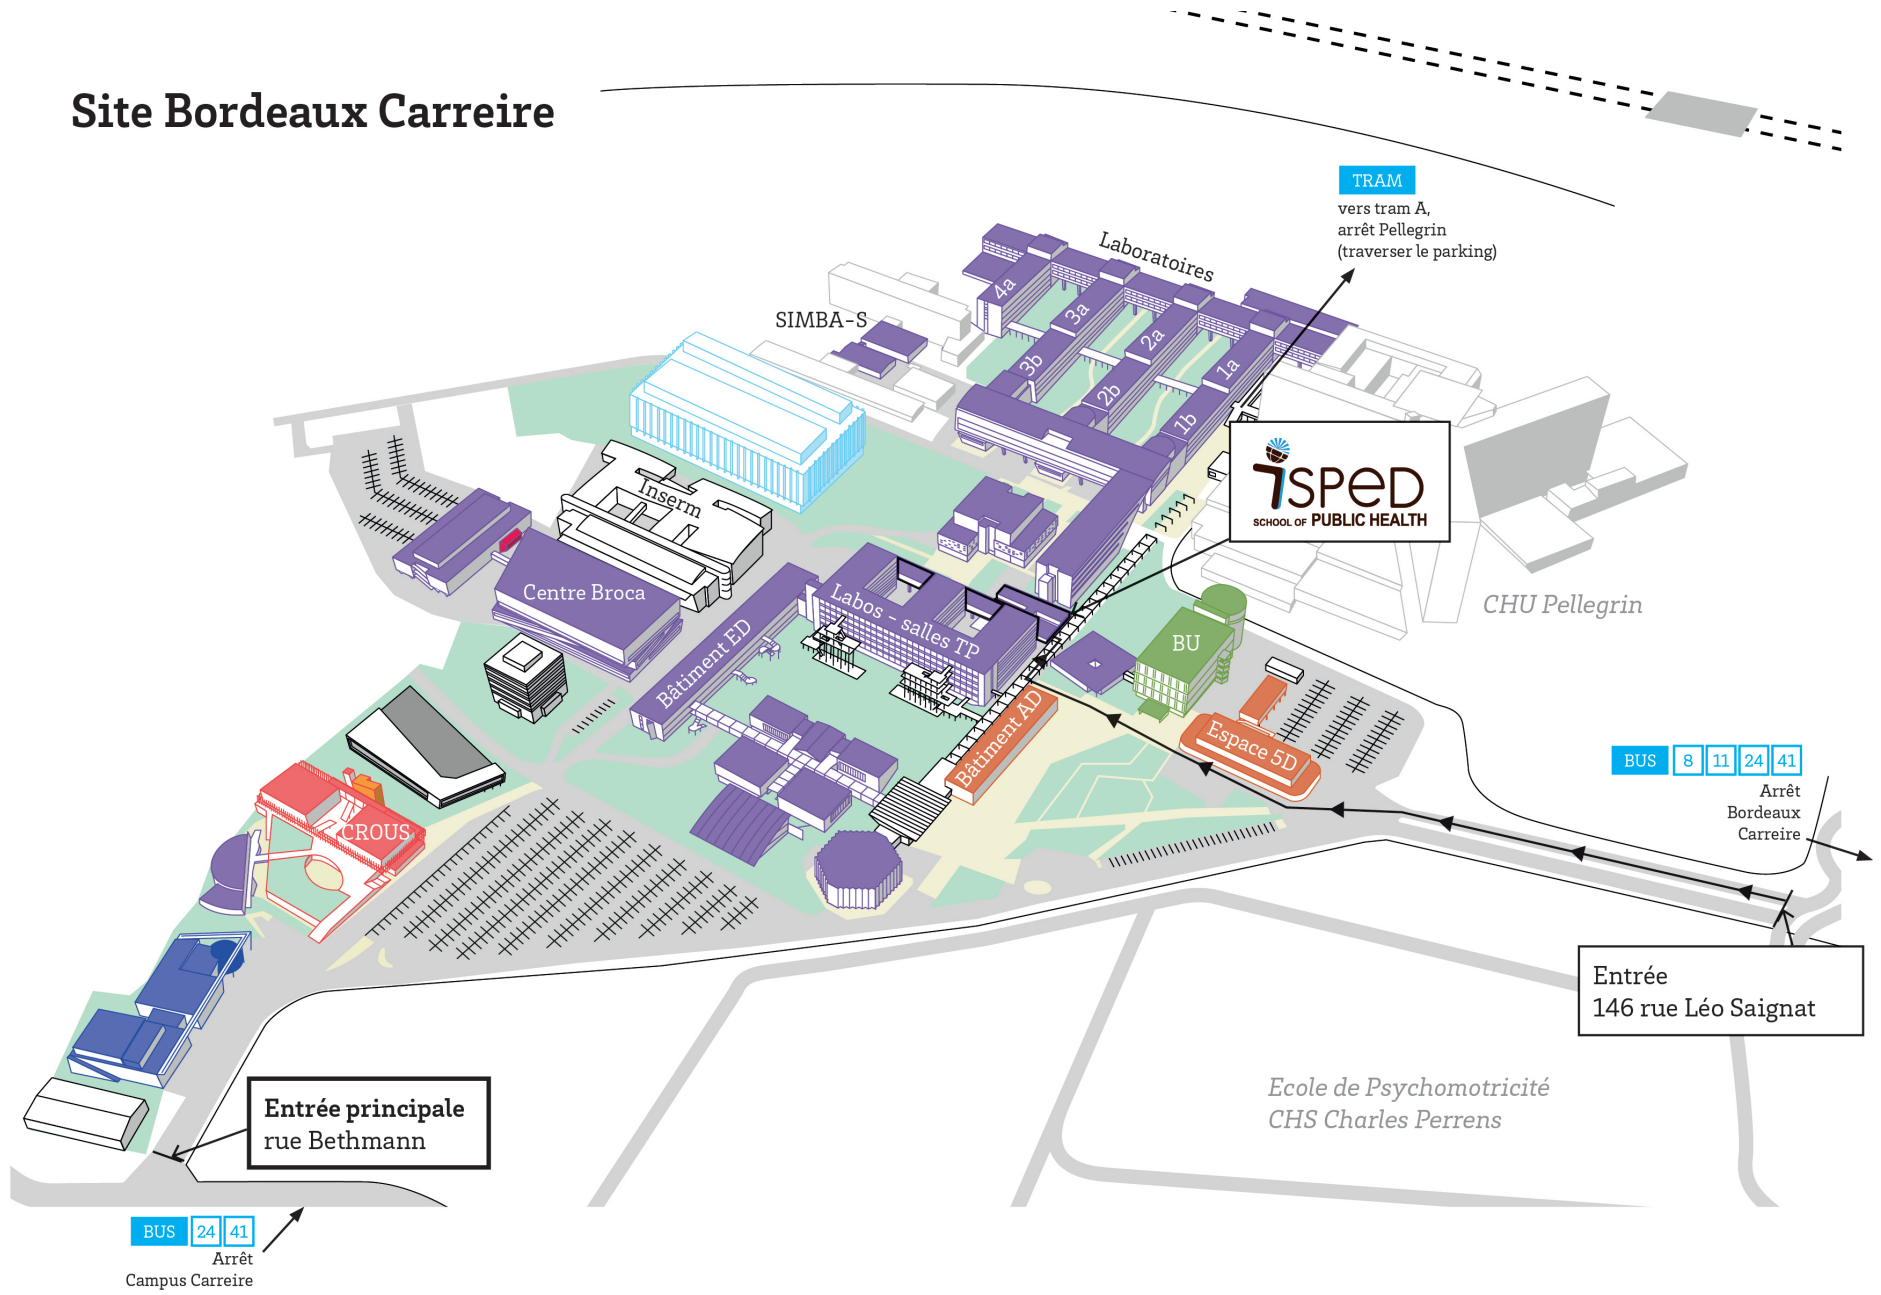 Site Bordeaux Carreire
TRAM
vers tram A,
arrêt Pellegrin
(traverser le parking)
Laboratoires
4a
3a
2a
1a
3b
2b
1b
SIMBA-S
ISPED
SCHOOL OF PUBLIC HEALTH
Inserm
Centre Broca
Labos - salles TP
Bâtiment ED
CHU Pellegrin
BU
Bâtiment AD
Espace 5D
CROUS
BUS 8 11 24 41
Arrêt
Bordeaux
Carreire
Entrée
146 rue Léo Saignat
Ecole de Psychomotricité
CHS Charles Perrens
Entrée principale
rue Bethmann
BUS 24 41
Arrêt
Campus Carreire